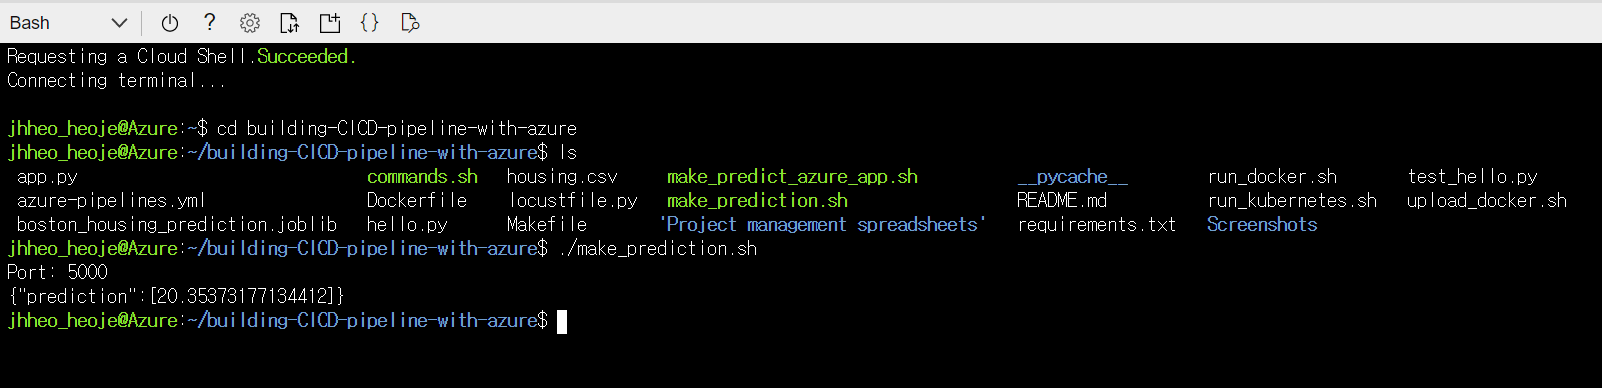 Bash
Requesting a Cloud Shell.Succeeded.
Connecting terminal...
jhheo_heoje@Azure:~$ cd building-CICD-pipeline-with-azure
jhheo_heoje@Azure:~/building-CICD-pipeline-with-azure$ ls
app.py commands.sh housing.csv make_predict_azure_app.sh __pycache__ run_docker.sh test_hello.py
azure-pipelines.yml Dockerfile locustfile.py make_prediction.sh README.md run_kubernetes.sh upload_docker.sh
boston_housing_prediction.joblib hello.py Makefile 'Project management spreadsheets' requirements.txt Screenshots
jhheo_heoje@Azure:~/building-CICD-pipeline-with-azure$ ./make_prediction.sh
Port: 5000
{"prediction":[20.35373177134412]}
jhheo_heoje@Azure:~/building-CICD-pipeline-with-azure$